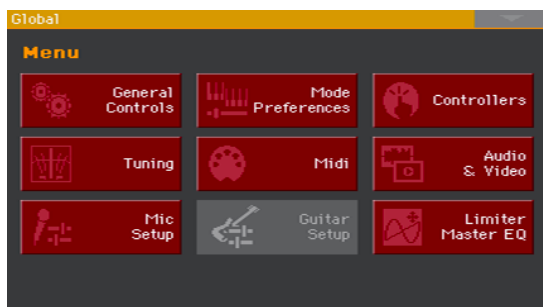 Global
Menu
General
Controls
Mode
Preferences
Controllers
Tuning
Midi
Audio
& Video
Mic
Setup
Guitar
Setup
Limiter
Master EQ